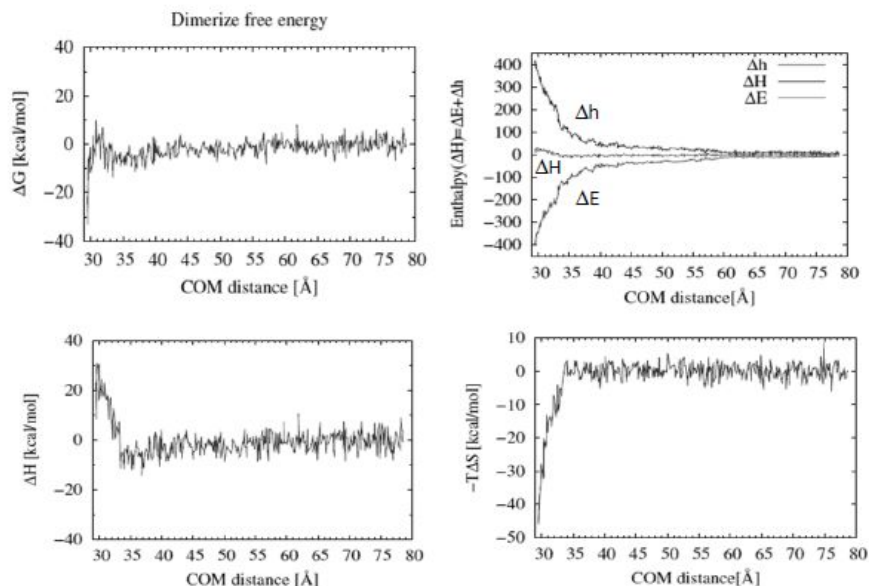 Dimerize free energy
ΔG [kcal/mol]
40
20
0
−20
−40
30 35 40 45 50 55 60 65 70 75 80
COM distance[Å]
Enthalpy(ΔH)=ΔE+Δh
400
300
200
100
0
−100
−200
−300
−400
Δh
ΔH
ΔE
Δh
ΔH
ΔE
30 35 40 45 50 55 60 65 70 75 80
COM distance[Å]
ΔH [kcal/mol]
40
20
0
−20
−40
30 35 40 45 50 55 60 65 70 75 80
COM distance[Å]
−TΔS [kcal/mol]
10
0
−10
−20
−30
−40
−50
30 35 40 45 50 55 60 65 70 75 80
COM distance[Å]